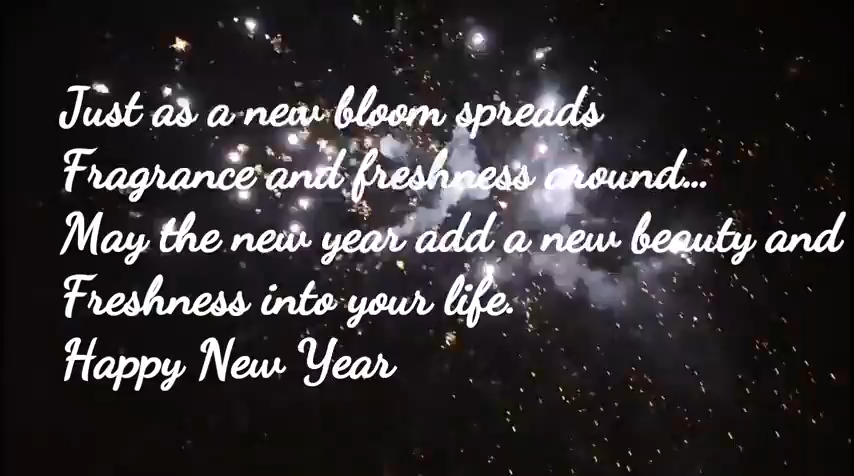 Just as a new bloom spreads
Fragrance and freshness around...
May the new year add a new beauty and
Freshness into your life.
Happy New Year